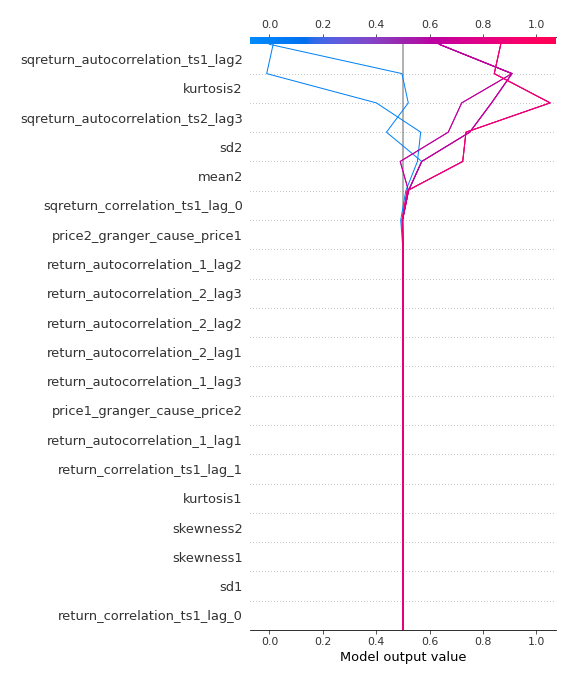 0.0 0.2 0.4 0.6 0.8 1.0
sqreturn_autocorrelation_ts1_lag2
kurtosis2
sqreturn_autocorrelation_ts2_lag3
sd2
mean2
sqreturn_correlation_ts1_lag_0
price2_granger_cause_price1
return_autocorrelation_1_lag2
return_autocorrelation_2_lag3
return_autocorrelation_2_lag2
return_autocorrelation_2_lag1
return_autocorrelation_1_lag3
price1_granger_cause_price2
return_autocorrelation_1_lag1
return_correlation_ts1_lag_1
kurtosis1
skewness2
skewness1
sd1
return_correlation_ts1_lag_0
0.0 0.2 0.4 0.6 0.8 1.0
Model output value